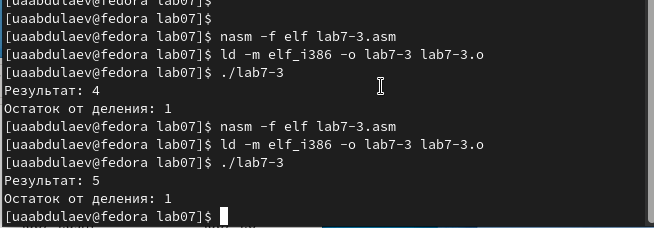 [uaabdulaev@fedora lab07]$
[uaabdulaev@fedora lab07]$
[uaabdulaev@fedora lab07]$ nasm -f elf lab7-3.asm
[uaabdulaev@fedora lab07]$ ld -m elf_i386 -o lab7-3 lab7-3.o
[uaabdulaev@fedora lab07]$ ./lab7-3
Результат: 4
Остаток от деления: 1
[uaabdulaev@fedora lab07]$ nasm -f elf lab7-3.asm
[uaabdulaev@fedora lab07]$ ld -m elf_i386 -o lab7-3 lab7-3.o
[uaabdulaev@fedora lab07]$ ./lab7-3
Результат: 5
Остаток от деления: 1
[uaabdulaev@fedora lab07]$